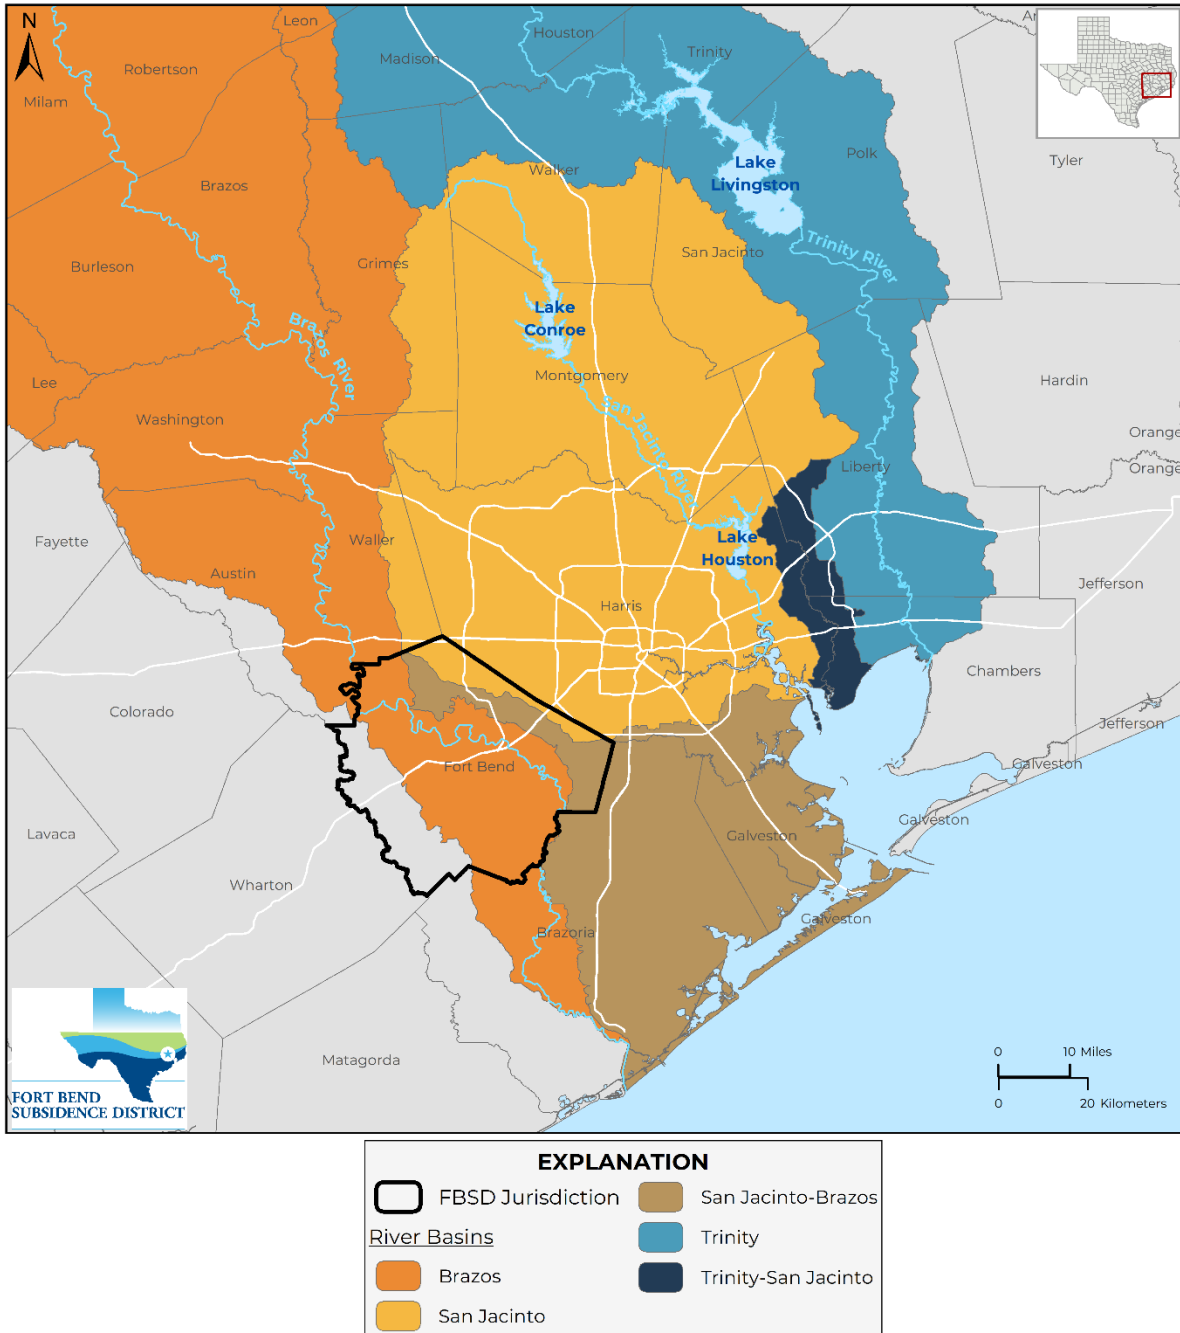 N
Leon
Houston
Trinity
Madison
Robertson
Milam
Polk
Tyler
Lake
Livingston
Walker
Brazos
San Jacinto
Trinity River
Burleson
Grimes
Lake
Conroe
Brazos River
Montgomery
Hardin
Lee
Washington
San Jacinto River
Orange
Liberty
Orange
Fayette
Waller
Lake
Houston
Austin
Jefferson
Harris
Chambers
Colorado
Jefferson
Fort Bend
Galveston
Galveston
Lavaca
Galveston
Wharton
Galveston
Brazoria
Matagorda
0 10 Miles
0 20 Kilometers
FORT BEND
SUBSIDENCE DISTRICT
EXPLANATION
FBSD Jurisdiction
River Basins
Brazos
San Jacinto
San Jacinto-Brazos
Trinity
Trinity-San Jacinto